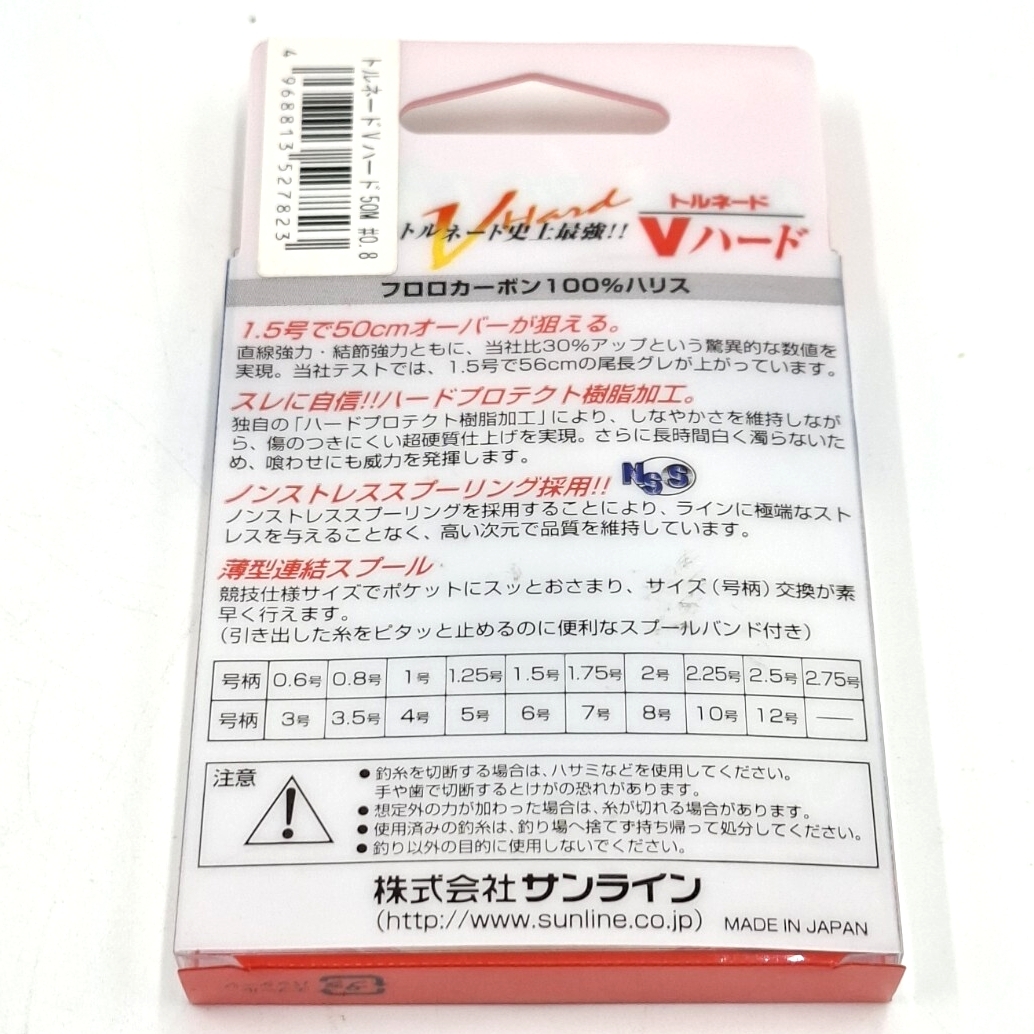 トルネードVハード50M #0.8
4 968813 527823
V Hard
トルネード史上最強!!
トルネード
Vハード
フロロカーボン100%ハリス
1.5号で50cmオーバーが狙える。
直線強力・結節強力ともに、当社比30%アップという驚異的な数値を
実現。当社テストでは、1.5号で56cmの尾長グレが上がっています。
スレに自信!!ハードプロテクト樹脂加工。
独自の「ハードプロテクト樹脂加工」により、しなやかさを維持しなが
ら、傷のつきにくい超硬質仕上げを実現。さらに長時間白く濁らないた
め、喰わせにも威力を発揮します。
NSS
ノンストレススプーリング採用!!
ノンストレススプーリングを採用することにより、ラインに極端なスト
レスを与えることなく、高い次元で品質を維持しています。
薄型連結スプール
競技仕様サイズでポケットにスッとおさまり、サイズ(号柄)交換が素
早く行えます。
(引き出した糸をピタッと止めるのに便利なスプールバンド付き)
号柄 0.6号 0.8号 1号 1.25号 1.5号 1.75号 2号 2.25号 2.5号 2.75号
号柄 3号 3.5号 4号 5号 6号 7号 8号 10号 12号 ―
注意
●釣糸を切断する場合は、ハサミなどを使用してください。
手や歯で切断するとけがの恐れがあります。
●想定外の力が加わった場合は、糸が切れる場合があります。
●使用済みの釣糸は、釣り場へ捨てず持ち帰って処分してください。
●釣り以外の目的に使用しないでください。
株式会社サンライン
(http://www.sunline.co.jp)
MADE IN JAPAN
プラ